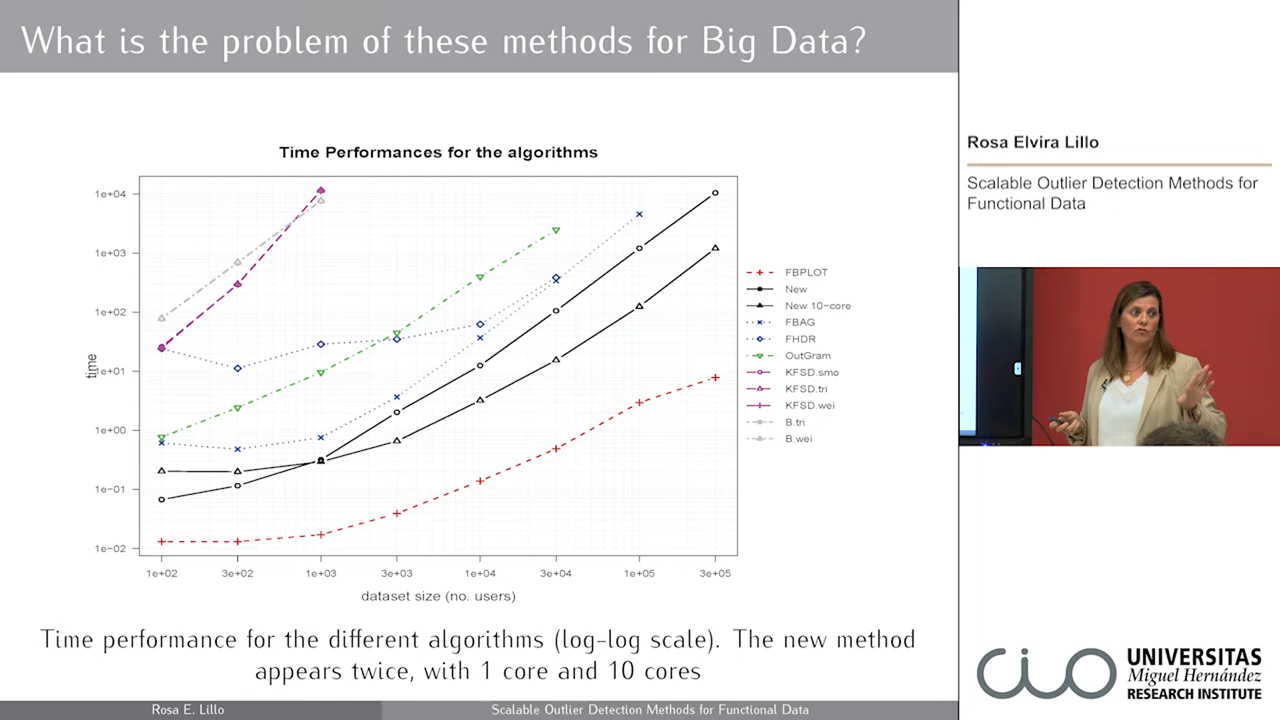 What is the problem of these methods for Big Data?
Time Performances for the algorithms
time
1e+04
1e+03
1e+02
1e+01
1e+00
1e-01
1e-02
1e+02 3e+02 1e+03 3e+03 1e+04 3e+04 1e+05 3e+05
dataset size (no. users)
FBPLOT
New
New 10-core
FBAG
FHDR
OutGram
KFSD.smo
KFSD.tri
KFSD.wei
B.tri
B.wei
Time performance for the different algorithms (log-log scale). The new method
appears twice, with 1 core and 10 cores
Rosa E. Lillo
Scalable Outlier Detection Methods for Functional Data
Rosa Elvira Lillo
Scalable Outlier Detection Methods for
Functional Data
cio
UNIVERSITAS
Miguel Hernández
RESEARCH INSTITUTE